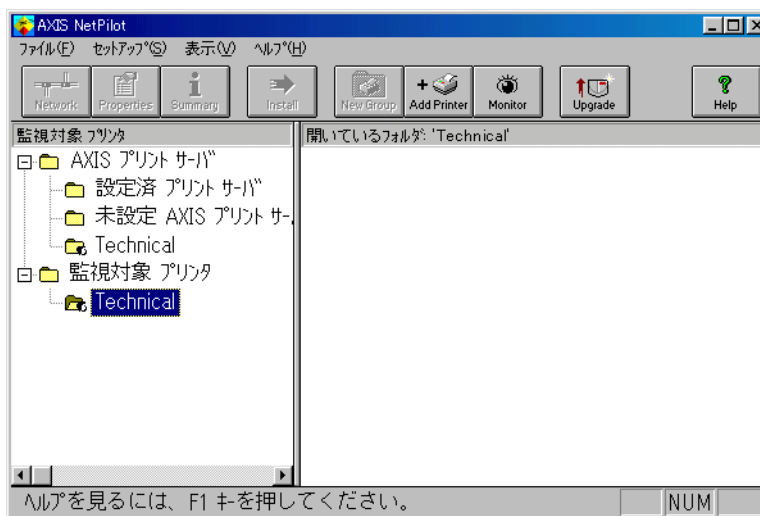 AXIS NetPilot
ファイル(F) セットアップ(S) 表示(V) ヘルプ(H)
Network Properties Summary Install New Group Add Printer Monitor Upgrade Help
監視対象 プリンタ
開いているフォルダ: 'Technical'
AXIS プリント サーバ
設定済 プリント サーバ
未設定 AXIS プリント サー
Technical
監視対象 プリンタ
Technical
ヘルプを見るには、F1 キーを押してください。
NUM